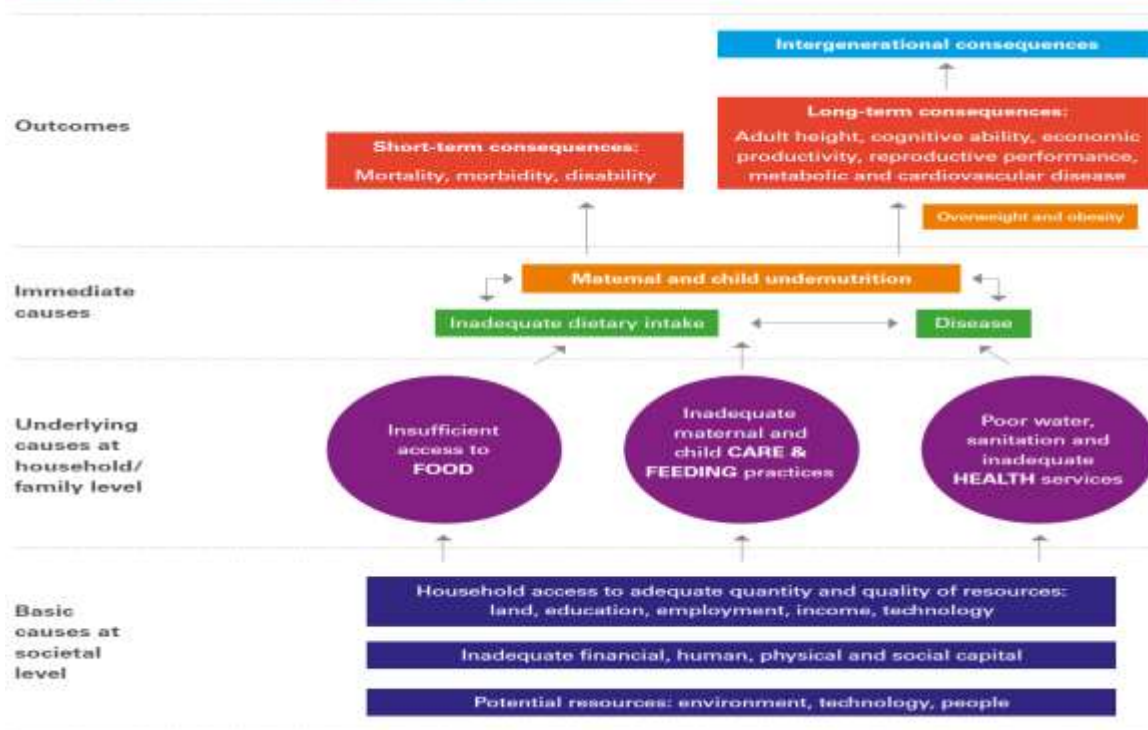 Intergenerational consequences
Outcomes
Short-term consequences:
Mortality, morbidity, disability
Long-term consequences:
Adult height, cognitive ability, economic
productivity, reproductive performance,
metabolic and cardiovascular disease
Overweight and obesity
Immediate
causes
Maternal and child undernutrition
Inadequate dietary intake
Disease
Underlying
causes at
household/
family level
Insufficient
access to
FOOD
Inadequate
maternal and
child CARE &
FEEDING practices
Poor water,
sanitation and
inadequate
HEALTH services
Basic
causes at
societal
level
Household access to adequate quantity and quality of resources:
land, education, employment, income, technology
Inadequate financial, human, physical and social capital
Potential resources: environment, technology, people